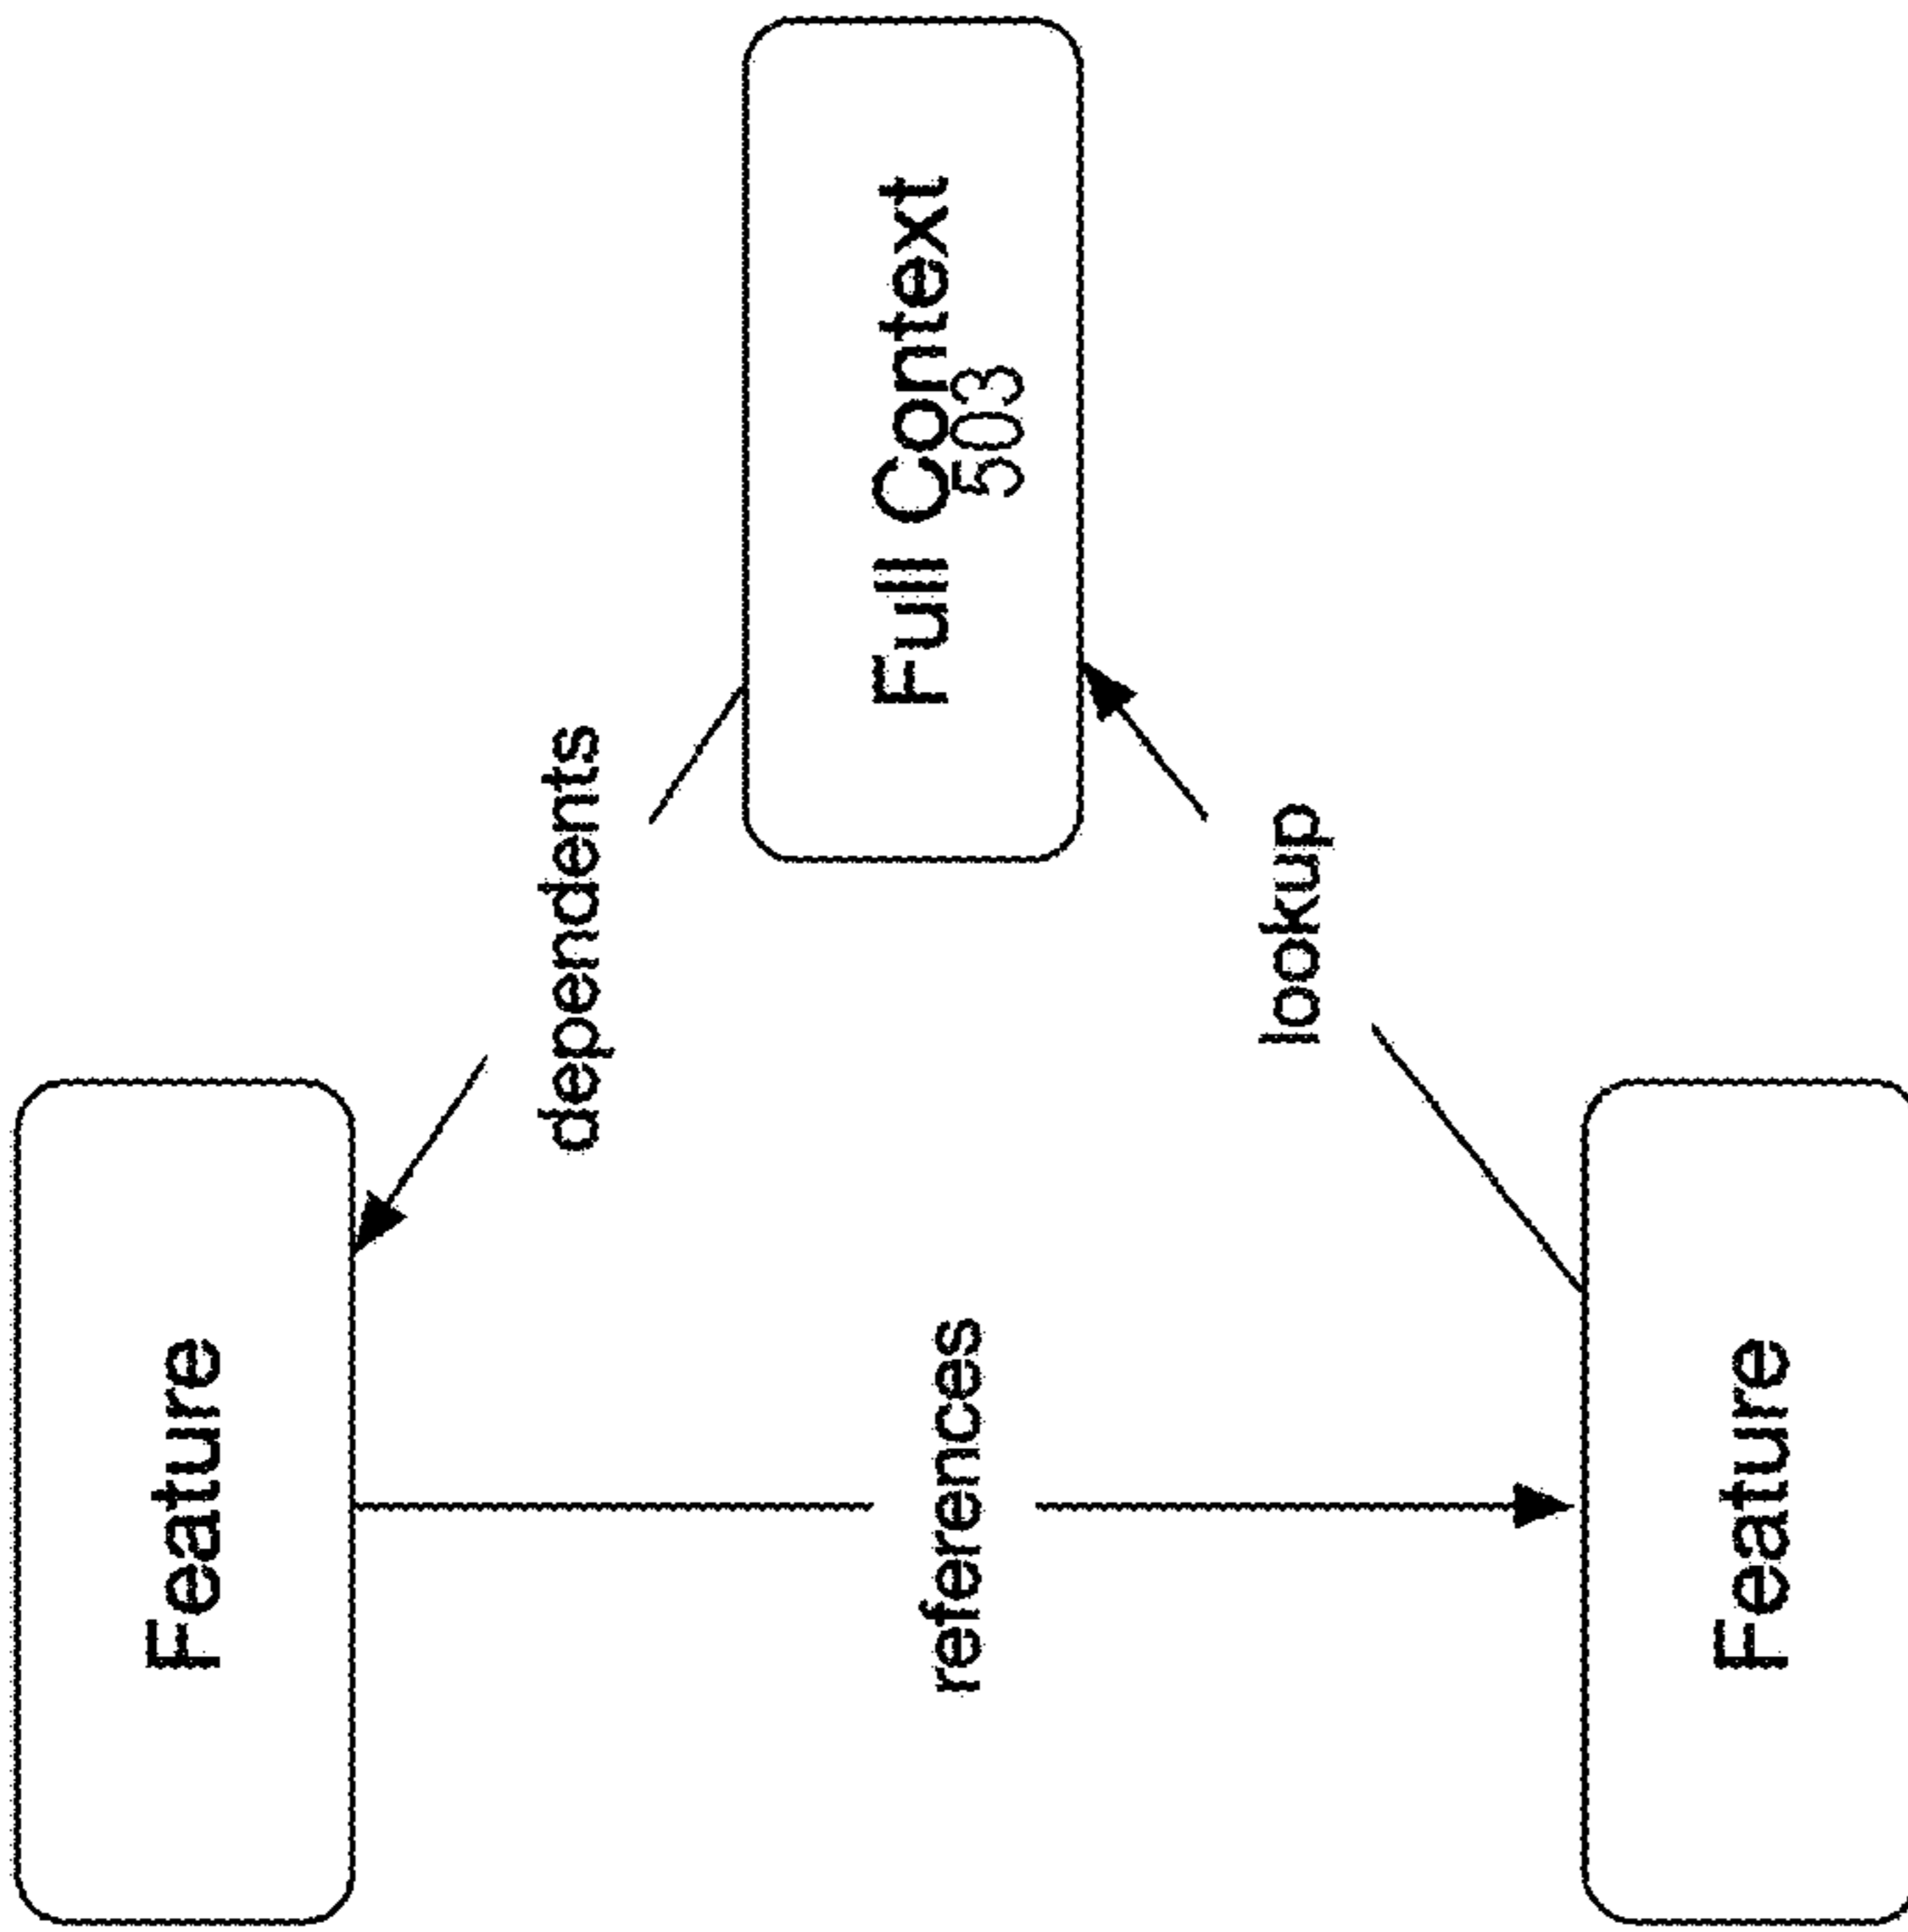 Full Context
503
dependents
lookup
Feature
references
Feature